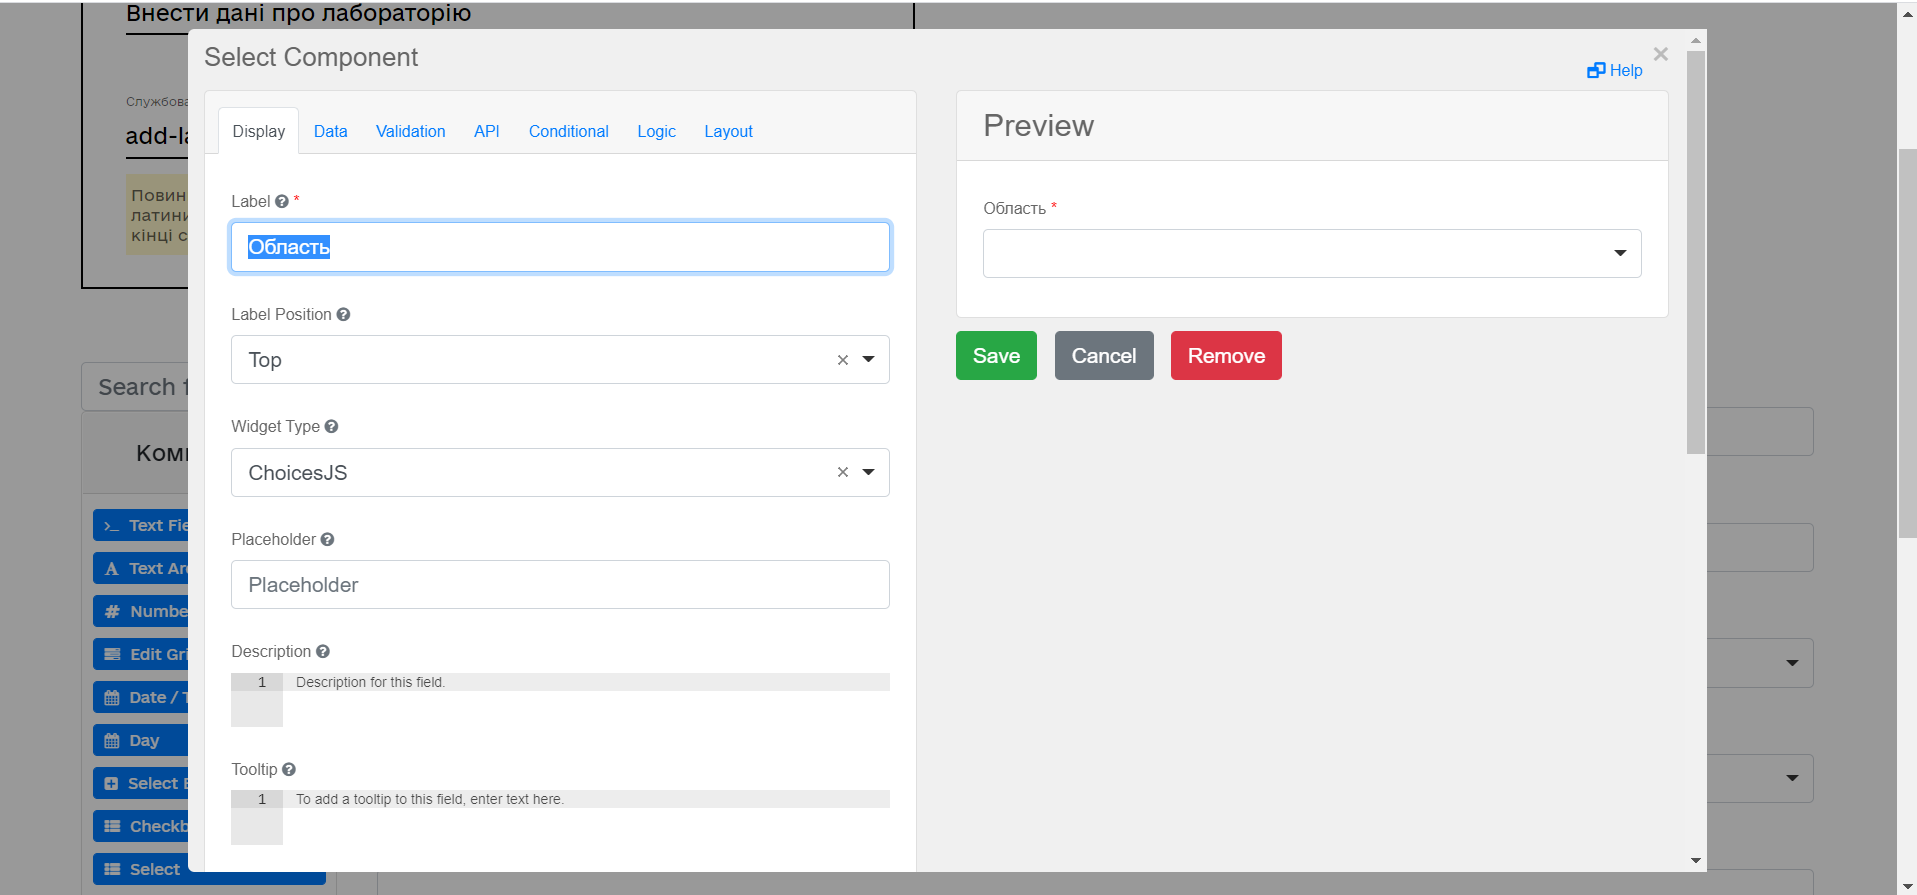 Внести дані про лабораторію
Select Component
Help
Службова
add-la
Повин
латини
кінці с
Display Data Validation API Conditional Logic Layout
Label *
Область
Label Position
Top
Widget Type
ChoicesJS
Placeholder
Placeholder
Description
1 Description for this field.
Tooltip
1 To add a tooltip to this field, enter text here.
Preview
Область *
Save Cancel Remove
Search f
Комп
Text Fie
Text Are
Numbe
Edit Gri
Date / T
Day
Select B
Checkb
Select